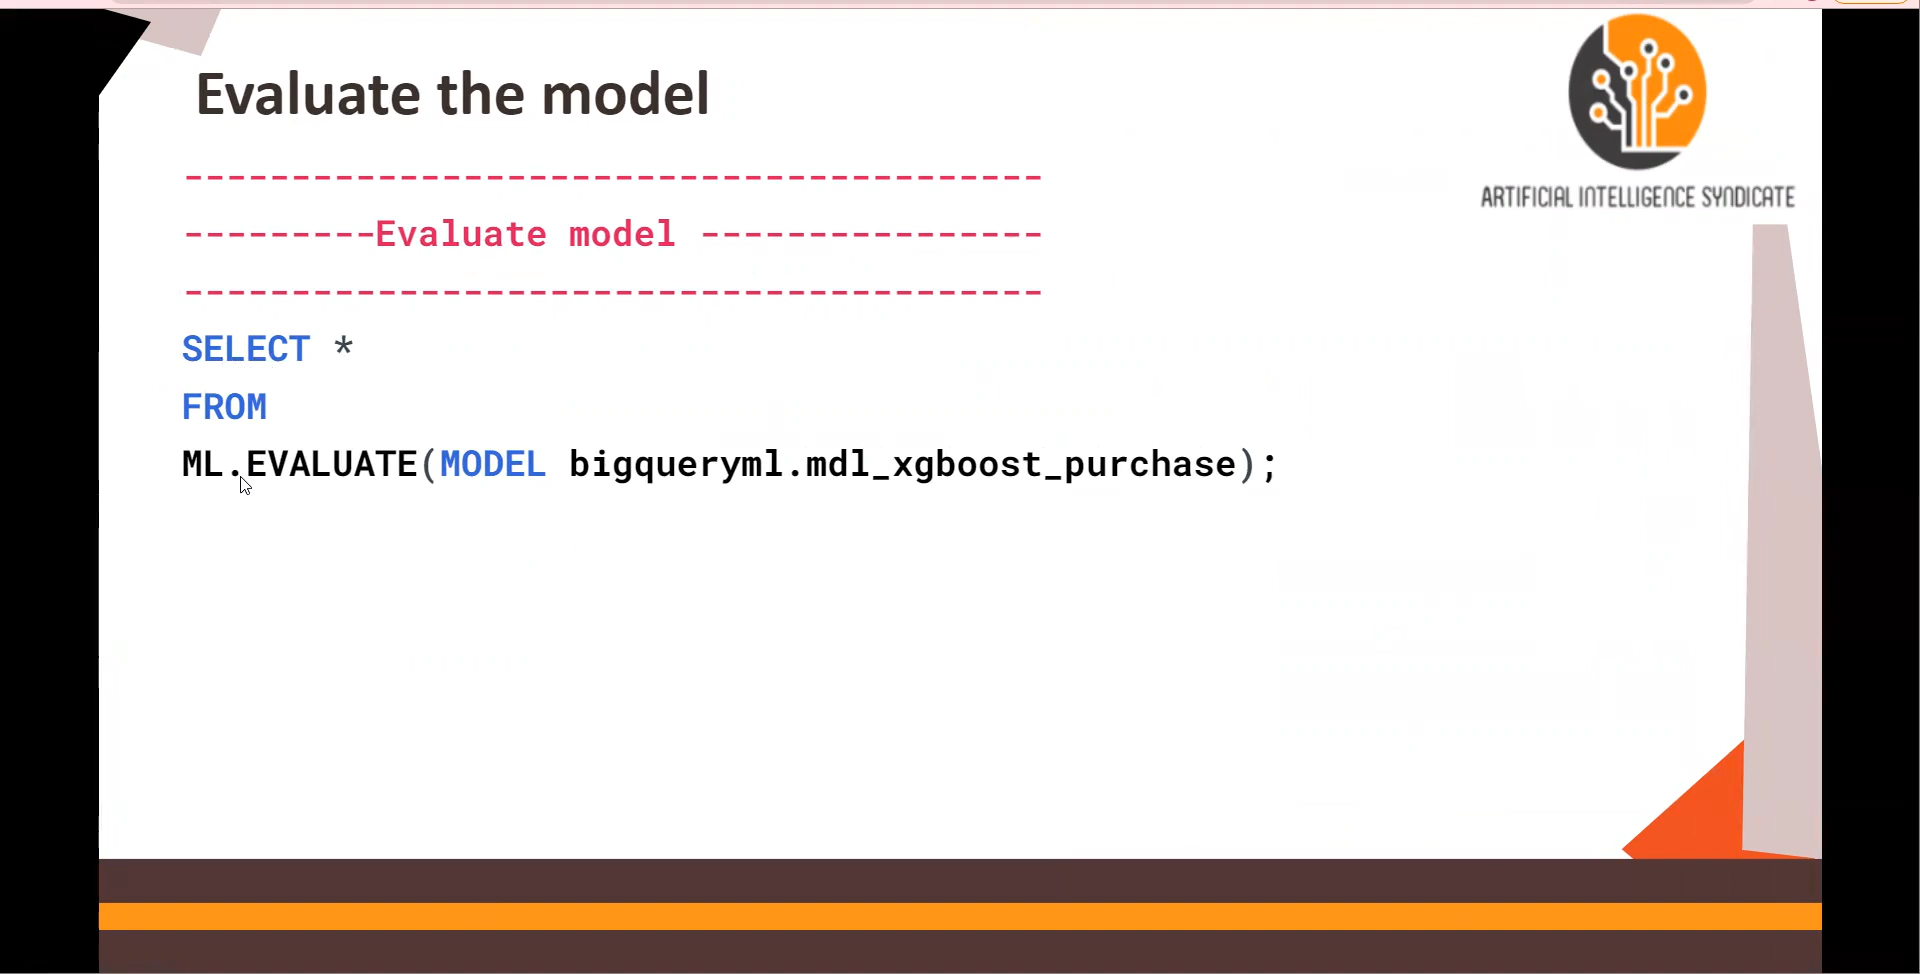 Evaluate the model
ARTIFICIAL INTELLIGENCE SYNDICATE
----------------------------------------
---------Evaluate model ----------------
----------------------------------------
SELECT *
FROM
ML.EVALUATE(MODEL bigqueryml.mdl_xgboost_purchase);